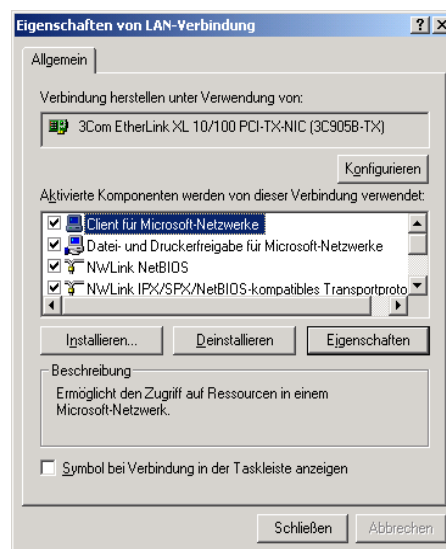 Eigenschaften von LAN-Verbindung
Allgemein
Verbindung herstellen unter Verwendung von:
3Com EtherLink XL 10/100 PCI-TX-NIC (3C905B-TX)
Konfigurieren
Aktivierte Komponenten werden von dieser Verbindung verwendet:
Client für Microsoft-Netzwerke
Datei- und Druckerfreigabe für Microsoft-Netzwerke
NWLink NetBIOS
NWLink IPX/SPX/NetBIOS-kompatibles Transportproto
Installieren... Deinstallieren Eigenschaften
Beschreibung
Ermöglicht den Zugriff auf Ressourcen in einem
Microsoft-Netzwerk.
Symbol bei Verbindung in der Taskleiste anzeigen
Schließen Abbrechen